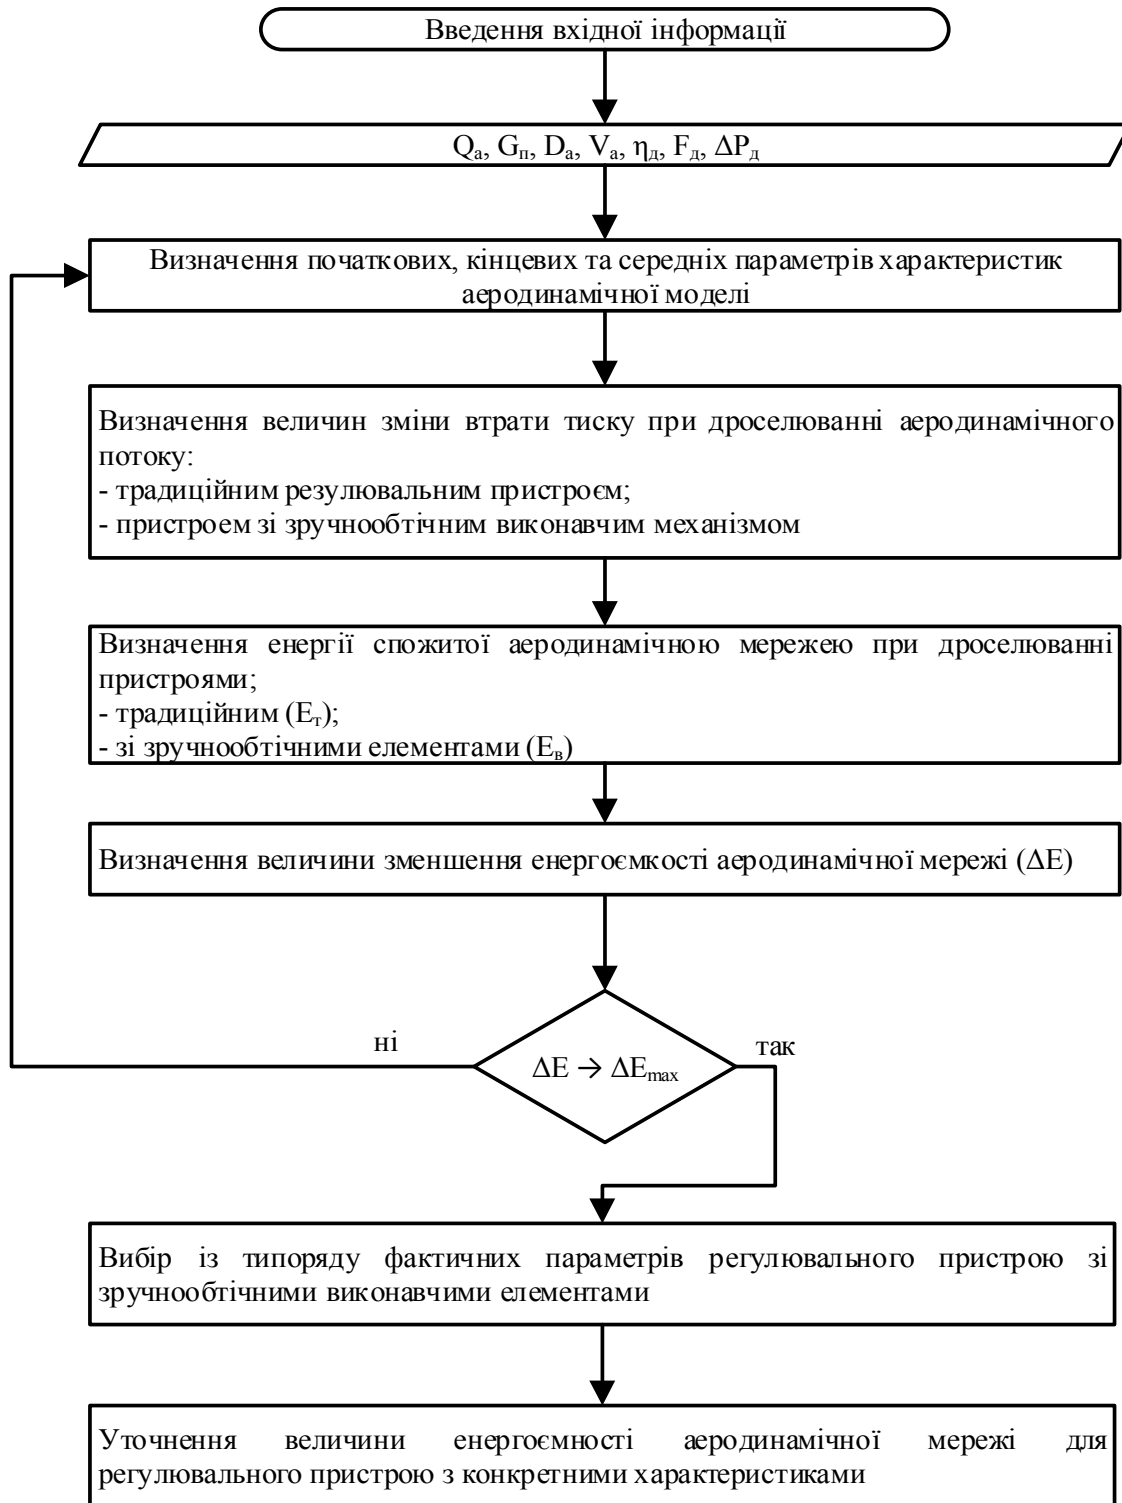 Введення вхідної інформації
Qа, Gп, Dа, Vа, ηд, Fд, ΔPд
Визначення початкових, кінцевих та середніх параметрів характеристик
аеродинамічної моделі
Визначення величин зміни втрати тиску при дроселюванні аеродинамічного
потоку:
- традиційним резулювальним пристроєм;
- пристроем зі зручнообтічним виконавчим механізмом
Визначення енергії спожитої аеродинамічною мережею при дроселюванні
пристроями;
- традиційним (Eт);
- зі зручнообтічними елементами (Eв)
Визначення величини зменшення енергоємкості аеродинамічної мережі (ΔE)
ні
так
ΔE → ΔEmax
Вибір із типоряду фактичних параметрів регулювального пристрою зі
зручнообтічними виконавчими елементами
Уточнення величини енергоємності аеродинамічної мережі для
регулювального пристрою з конкретними характеристиками